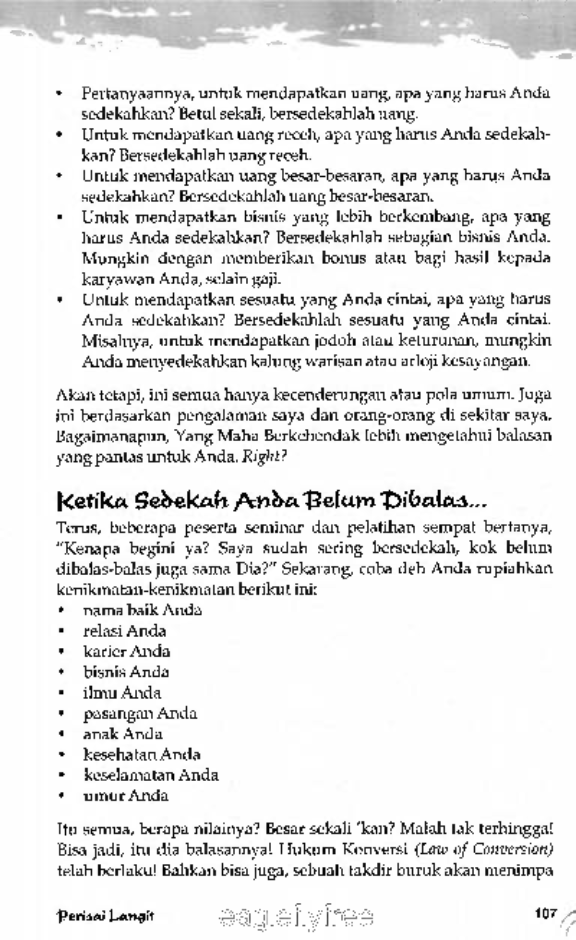 • Pertanyaannya, untuk mendapatkan uang, apa yang harus Anda
sedekahkan? Betul sekali, bersedekahlah uang.
• Untuk mendapatkan uang receh, apa yang harus Anda sedekah-
kan? Bersedekahlah uang receh.
• Untuk mendapatkan uang besar-besaran, apa yang harus Anda
sedekahkan? Bersedekahlah uang besar-besaran.
• Untuk mendapatkan bisnis yang lebih berkembang, apa yang
harus Anda sedekahkan? Bersedekahlah sebagian bisnis Anda.
Mungkin dengan memberikan bonus atau bagi hasil kepada
karyawan Anda, selain gaji.
• Untuk mendapatkan sesuatu yang Anda cintai, apa yang harus
Anda sedekahkan? Bersedekahlah sesuatu yang Anda cintai.
Misalnya, untuk mendapatkan jodoh atau keturunan, mungkin
Anda menyedekahkan kalung warisan atau arloji kesayangan.
Akan tetapi, ini semua hanya kecenderungan atau pola umum. Juga
ini berdasarkan pengalaman saya dan orang-orang di sekitar saya.
Bagaimanapun, Yang Maha Berkehendak lebih mengetahui balasan
yang pantas untuk Anda. Right?
Ketika Sedekah Anda Belum Dibalas...
Terus, beberapa peserta seminar dan pelatihan sempat bertanya,
"Kenapa begini ya? Saya sudah sering bersedekah, kok belum
dibalas-balas juga sama Dia?" Sekarang, coba deh Anda rupiahkan
kenikmatan-kenikmatan berikut ini:
• nama baik Anda
• relasi Anda
• karier Anda
• bisnis Anda
• ilmu Anda
• pasangan Anda
• anak Anda
• kesehatan Anda
• keselamatan Anda
• umur Anda
Itu semua, berapa nilainya? Besar sekali 'kan? Malah tak terhingga!
Bisa jadi, itu dia balasannya! Hukum Konversi (Law of Conversion)
telah berlaku! Bahkan bisa juga, sebuah takdir buruk akan menimpa
Perisai Langit
eagleflyfree
107